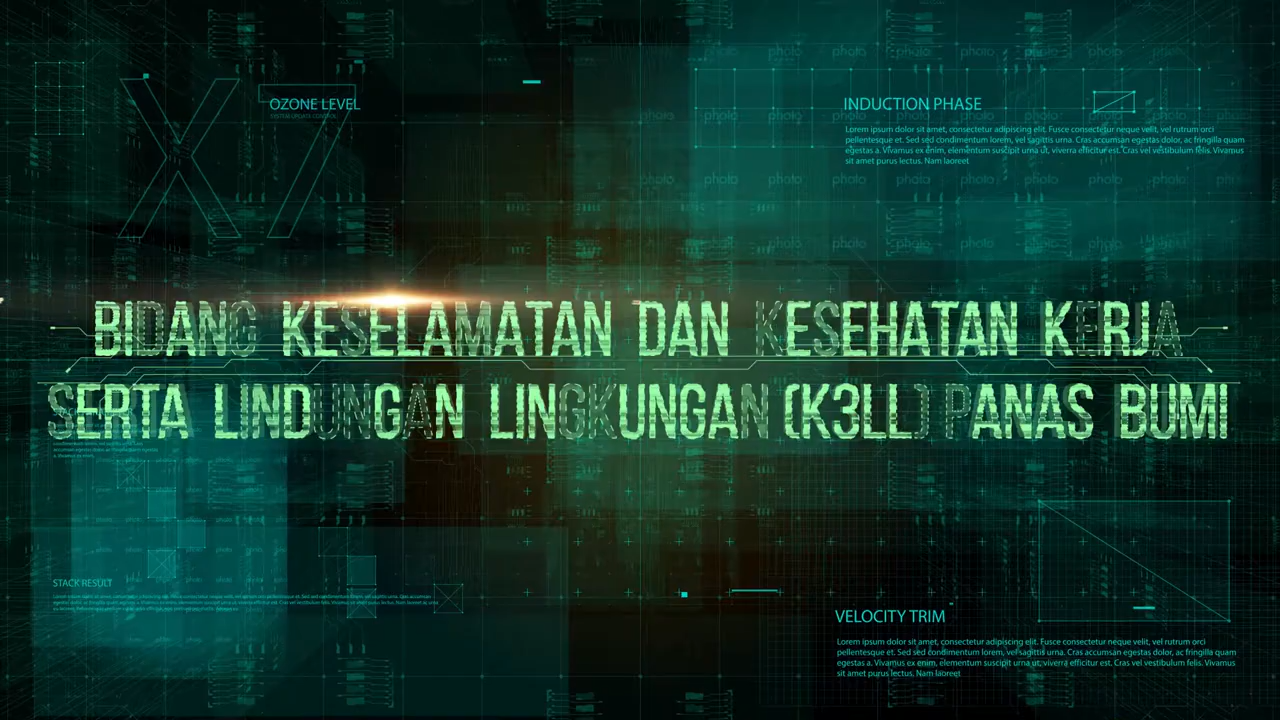 X7
OZONE LEVEL
SYSTEM UPDATE CONTROL
INDUCTION PHASE
Lorem ipsum dolor sit amet, consectetur adipiscing elit. Fusce consectetur neque velit, vel rutrum orci
pellentesque et. Sed sed condimentum lorem, vel sagittis urna. Cras accumsan egestas dolor, ac fringilla quam
egestas a. Vivamus ex enim, elementum suscipit urna ut, viverra efficitur est. Cras vel vestibulum felis. Vivamus
sit amet purus lectus. Nam laoreet
BIDANG KESELAMATAN DAN KESEHATAN KERJA
SERTA LINDUNGAN LINGKUNGAN (K3LL) PANAS BUMI
STACK RESULT
VELOCITY TRIM
Lorem ipsum dolor sit amet, consectetur adipiscing elit. Fusce consectetur neque velit, vel rutrum orci
pellentesque et. Sed sed condimentum lorem, vel sagittis urna. Cras accumsan egestas dolor, ac fringilla quam
egestas a. Vivamus ex enim, elementum suscipit urna ut, viverra efficitur est. Cras vel vestibulum felis. Vivamus
sit amet purus lectus. Nam laoreet